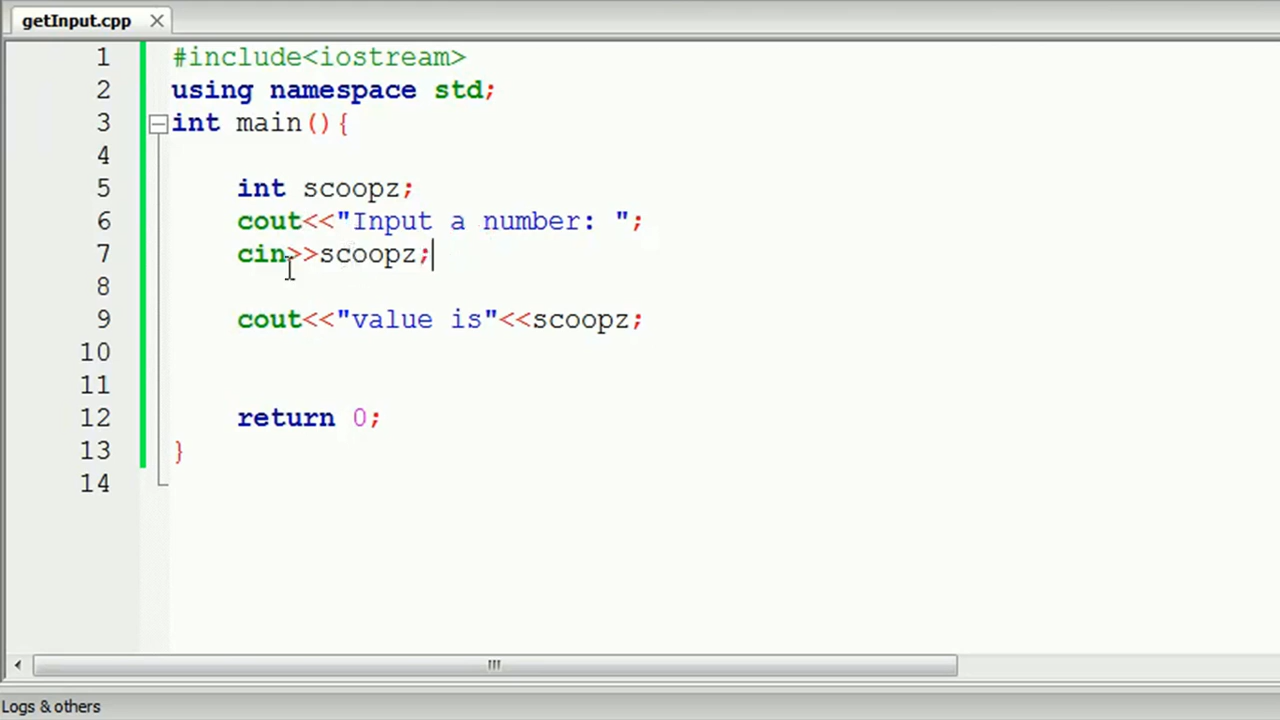 getInput.cpp
1 #include<iostream>
2 using namespace std;
3 int main(){
4
5 int scoopz;
6 cout<<"Input a number: ";
7 cin>>scoopz;
8
9 cout<<"value is"<<scoopz;
10
11
12 return 0;
13 }
14
Logs & others